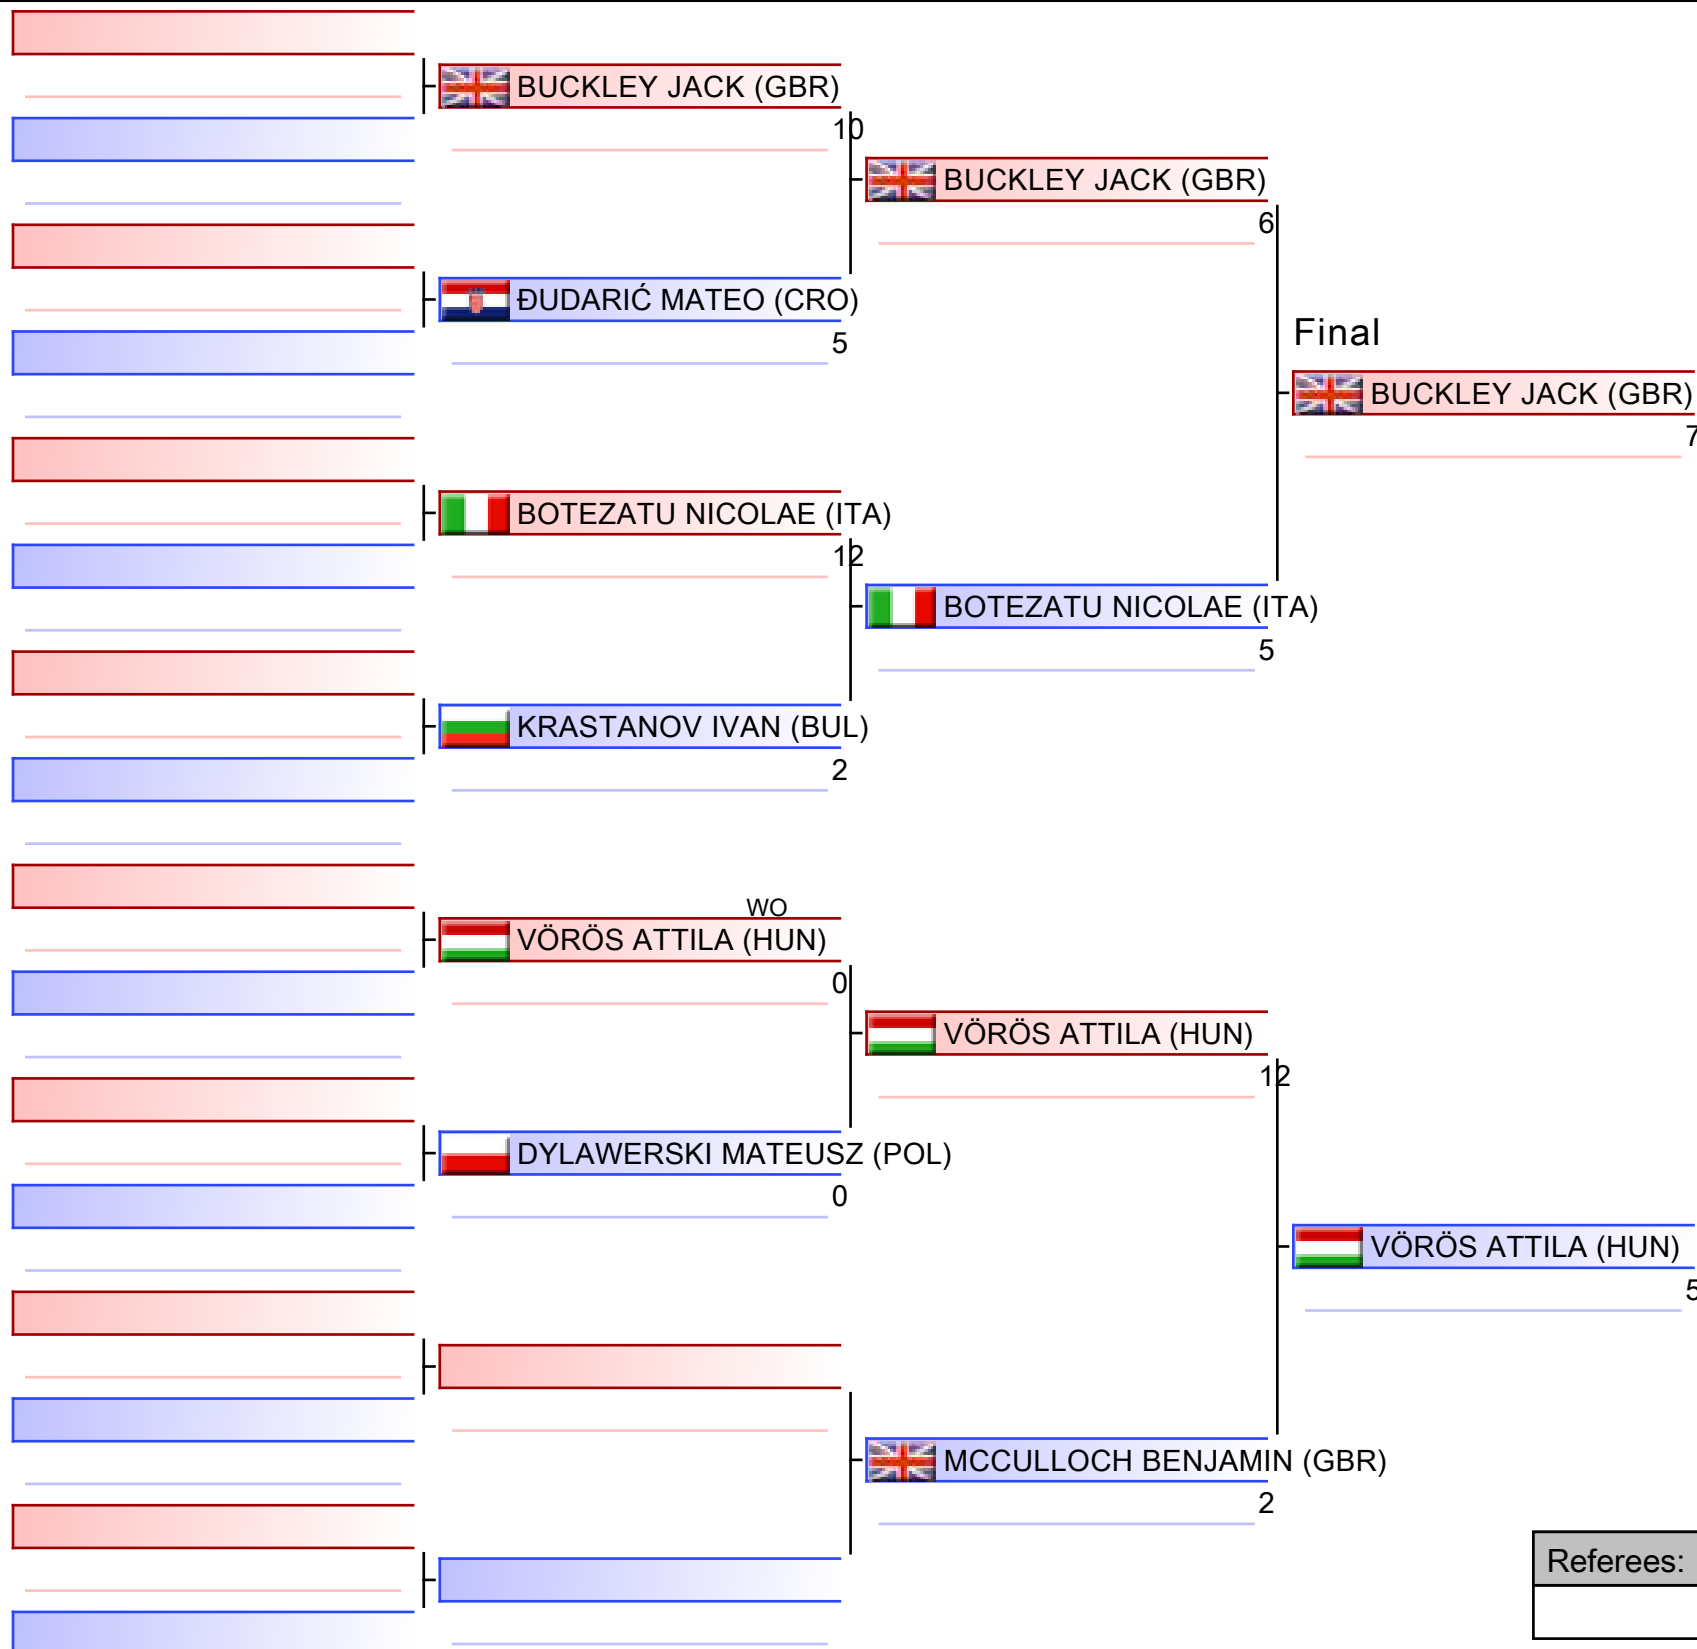 BUCKLEY JACK (GBR)
10
BUCKLEY JACK (GBR)
6
ĐUDARIĆ MATEO (CRO)
5
Final
BUCKLEY JACK (GBR)
7
BOTEZATU NICOLAE (ITA)
12
BOTEZATU NICOLAE (ITA)
5
KRASTANOV IVAN (BUL)
2
WO
VÖRÖS ATTILA (HUN)
0
VÖRÖS ATTILA (HUN)
12
DYLAWERSKI MATEUSZ (POL)
0
VÖRÖS ATTILA (HUN)
5
MCCULLOCH BENJAMIN (GBR)
2
Referees: